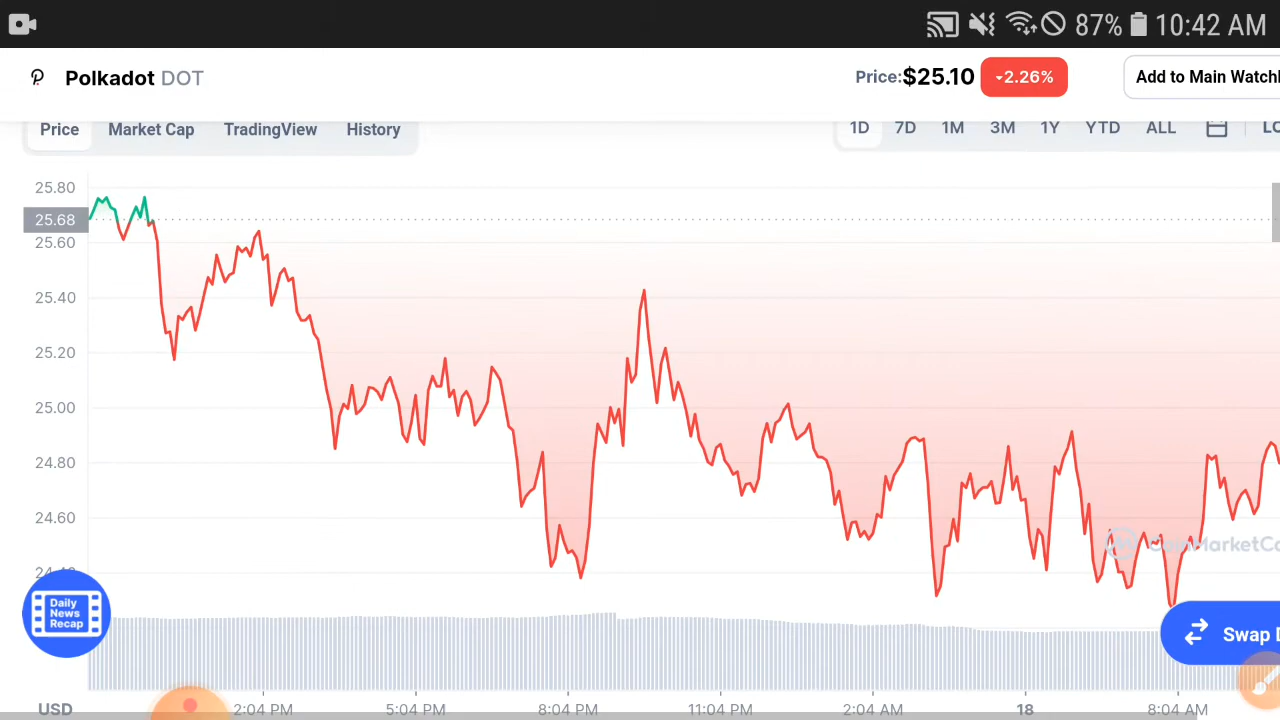 87% 10:42 AM
Polkadot DOT Price:$25.10 -2.26% Add to Main Watchl
Price Market Cap TradingView History 1D 7D 1M 3M 1Y YTD ALL
25.80
25.68
25.60
25.40
25.20
25.00
24.80
24.60
24.40
Daily
News
Recap
Swap
USD 2:04 PM 5:04 PM 8:04 PM 11:04 PM 2:04 AM 18 8:04 AM